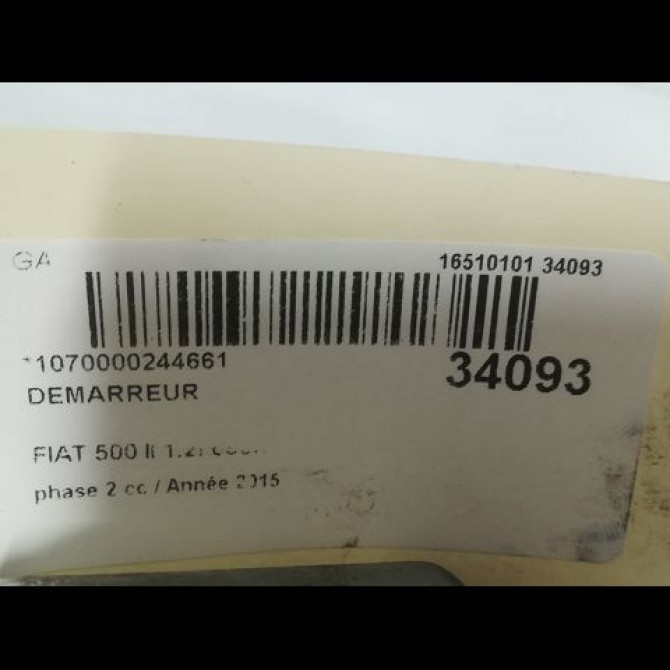 GA
16510101 34093
*1070000244661
34093
DEMARREUR
FIAT 500 II
phase 2 cc / Année 2015